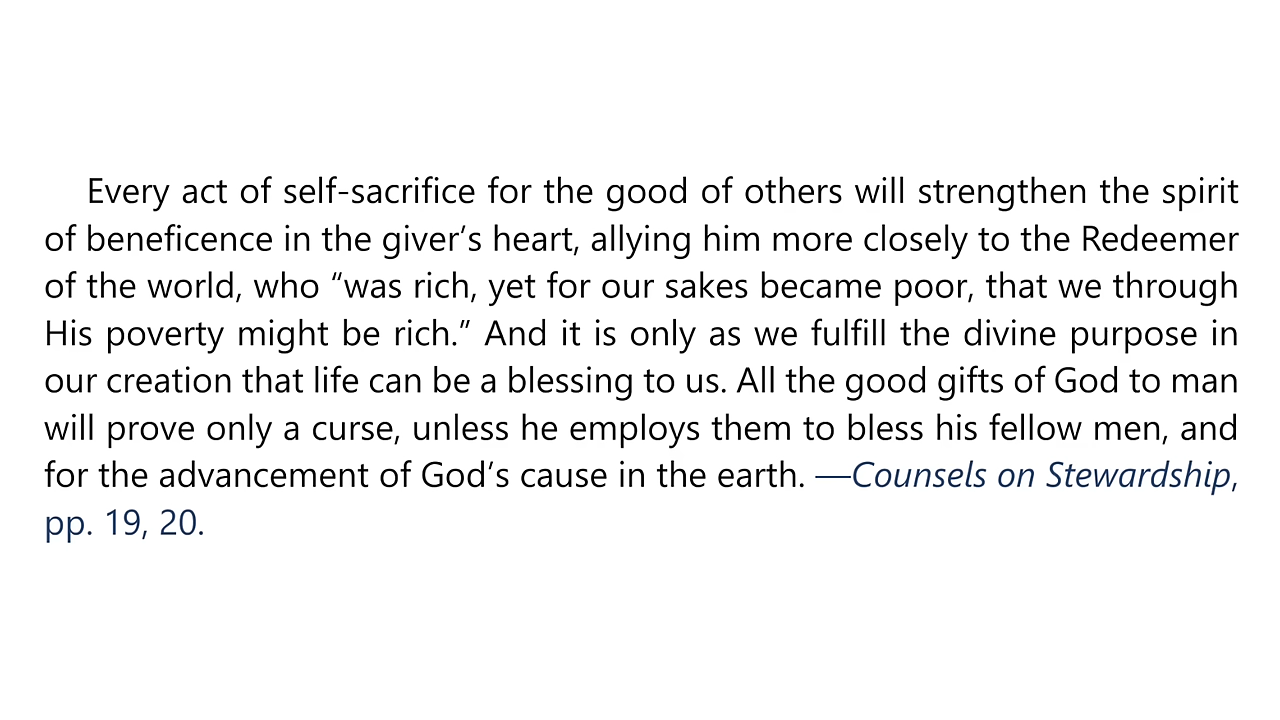 Every act of self-sacrifice for the good of others will strengthen the spirit
of beneficence in the giver’s heart, allying him more closely to the Redeemer
of the world, who “was rich, yet for our sakes became poor, that we through
His poverty might be rich.” And it is only as we fulfill the divine purpose in
our creation that life can be a blessing to us. All the good gifts of God to man
will prove only a curse, unless he employs them to bless his fellow men, and
for the advancement of God’s cause in the earth. —Counsels on Stewardship,
pp. 19, 20.